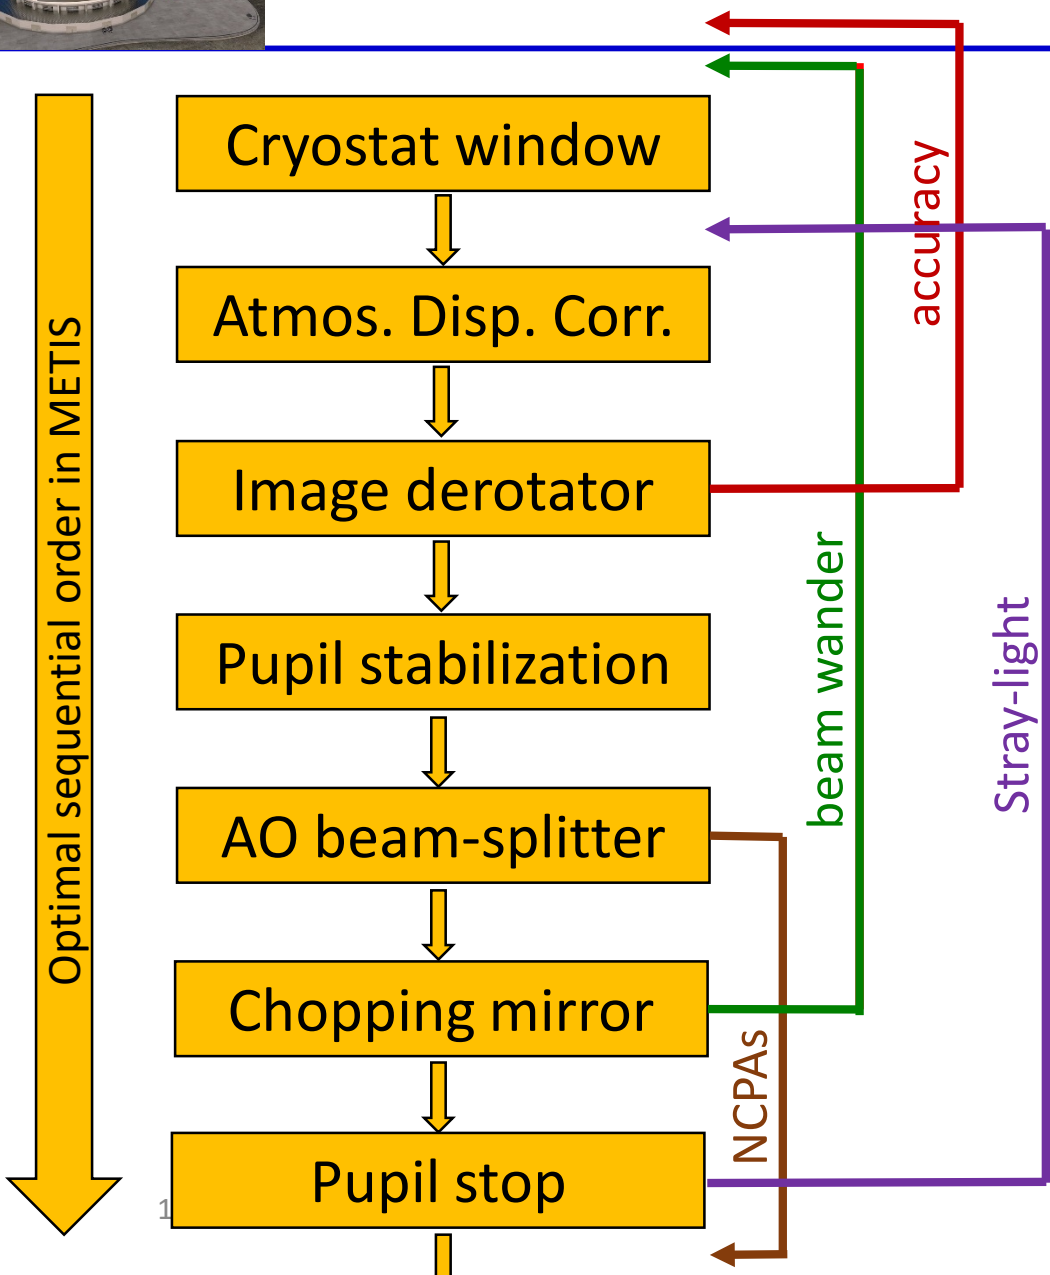 Optimal sequential order in METIS
Cryostat window
Atmos. Disp. Corr.
Image derotator
Pupil stabilization
AO beam-splitter
Chopping mirror
Pupil stop
accuracy
beam wander
Stray-light
NCPAs
1